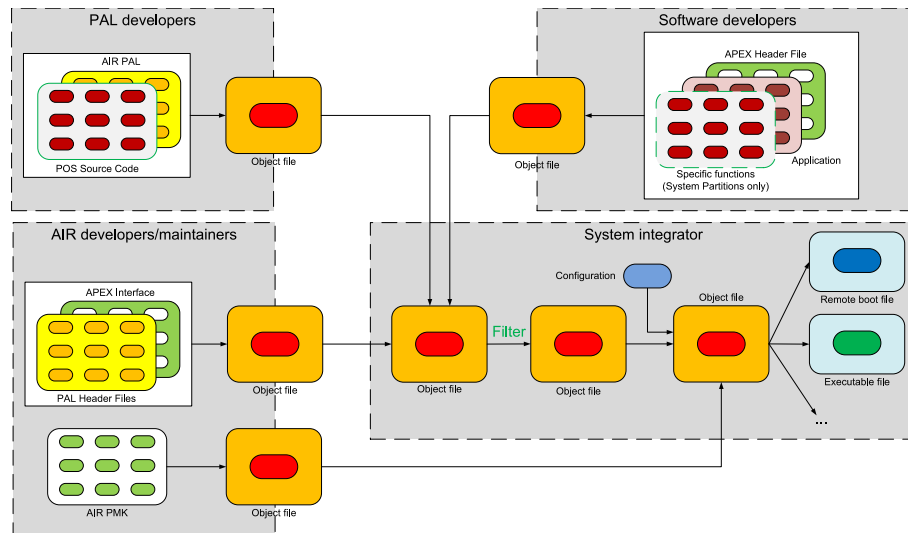 PAL developers
AIR PAL
POS Source Code
Object file
Software developers
APEX Header File
Application
Specific functions
(System Partitions only)
Object file
AIR developers/maintainers
APEX Interface
PAL Header Files
Object file
AIR PMK
Object file
System integrator
Configuration
Object file
Filter
Object file
Object file
Remote boot file
Executable file
...